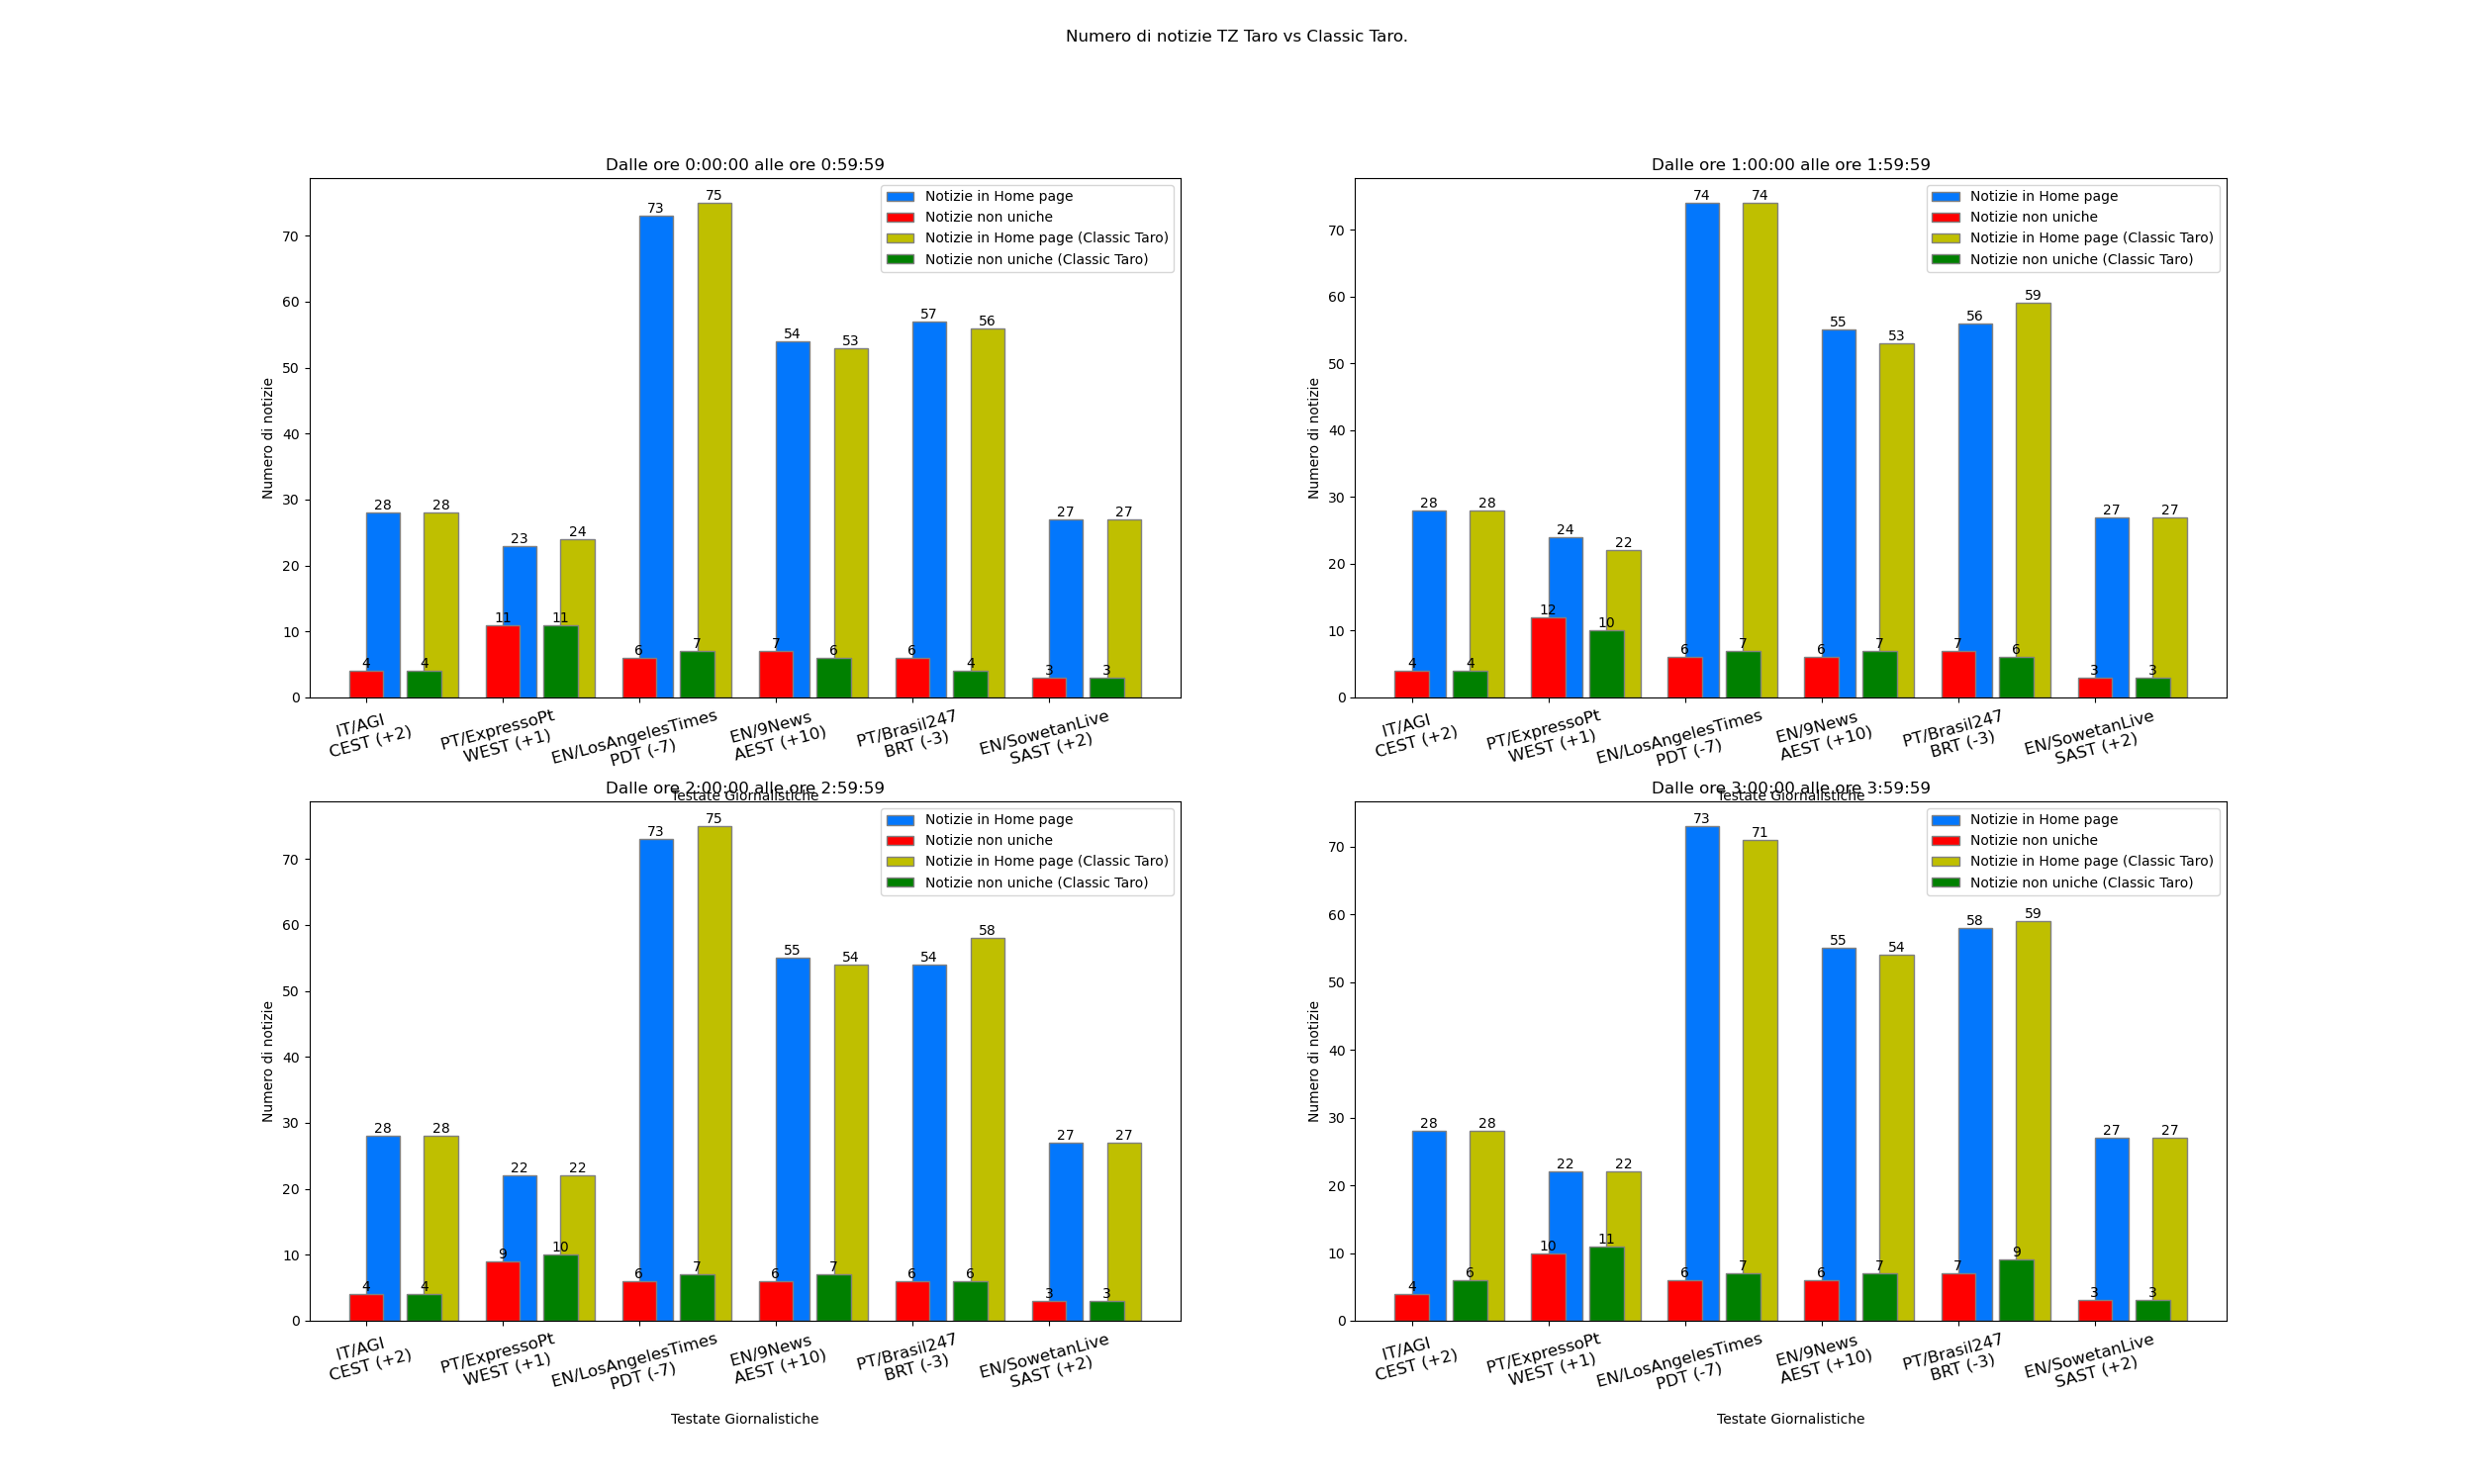 Numero di notizie TZ Taro vs Classic Taro.
Dalle ore 0:00:00 alle ore 0:59:59
Notizie in Home page
Notizie non uniche
Notizie in Home page (Classic Taro)
Notizie non uniche (Classic Taro)
Numero di notizie
70
60
50
40
30
20
10
0
4 28 4 28
11 23 11 24
6 73 7 75
7 54 6 53
6 57 4 56
3 27 3 27
IT/AGI
CEST (+2)
PT/ExpressoPt
WEST (+1)
EN/LosAngelesTimes
PDT (-7)
EN/9News
AEST (+10)
PT/Brasil247
BRT (-3)
EN/SowetanLive
SAST (+2)
Testate Giornalistiche
Dalle ore 1:00:00 alle ore 1:59:59
Notizie in Home page
Notizie non uniche
Notizie in Home page (Classic Taro)
Notizie non uniche (Classic Taro)
Numero di notizie
70
60
50
40
30
20
10
0
4 28 4 28
12 24 10 22
6 74 7 74
6 55 7 53
7 56 6 59
3 27 3 27
IT/AGI
CEST (+2)
PT/ExpressoPt
WEST (+1)
EN/LosAngelesTimes
PDT (-7)
EN/9News
AEST (+10)
PT/Brasil247
BRT (-3)
EN/SowetanLive
SAST (+2)
Testate Giornalistiche
Dalle ore 2:00:00 alle ore 2:59:59
Notizie in Home page
Notizie non uniche
Notizie in Home page (Classic Taro)
Notizie non uniche (Classic Taro)
Numero di notizie
70
60
50
40
30
20
10
0
4 28 4 28
9 22 10 22
6 73 7 75
6 55 7 54
6 54 6 58
3 27 3 27
IT/AGI
CEST (+2)
PT/ExpressoPt
WEST (+1)
EN/LosAngelesTimes
PDT (-7)
EN/9News
AEST (+10)
PT/Brasil247
BRT (-3)
EN/SowetanLive
SAST (+2)
Testate Giornalistiche
Dalle ore 3:00:00 alle ore 3:59:59
Notizie in Home page
Notizie non uniche
Notizie in Home page (Classic Taro)
Notizie non uniche (Classic Taro)
Numero di notizie
70
60
50
40
30
20
10
0
4 28 6 28
10 22 11 22
6 73 7 71
6 55 7 54
7 58 9 59
3 27 3 27
IT/AGI
CEST (+2)
PT/ExpressoPt
WEST (+1)
EN/LosAngelesTimes
PDT (-7)
EN/9News
AEST (+10)
PT/Brasil247
BRT (-3)
EN/SowetanLive
SAST (+2)
Testate Giornalistiche